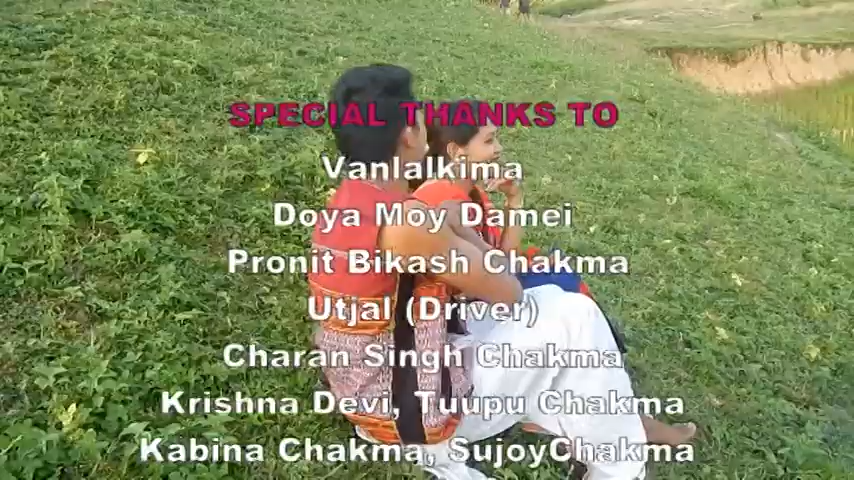 SPECIAL THANKS TO
Vanlalkima
Doya Moy Damei
Pronit Bikash Chakma
Utjal (Driver)
Charan Singh Chakma
Krishna Devi, Tuupu Chakma
Kabina Chakma, SujoyChakma